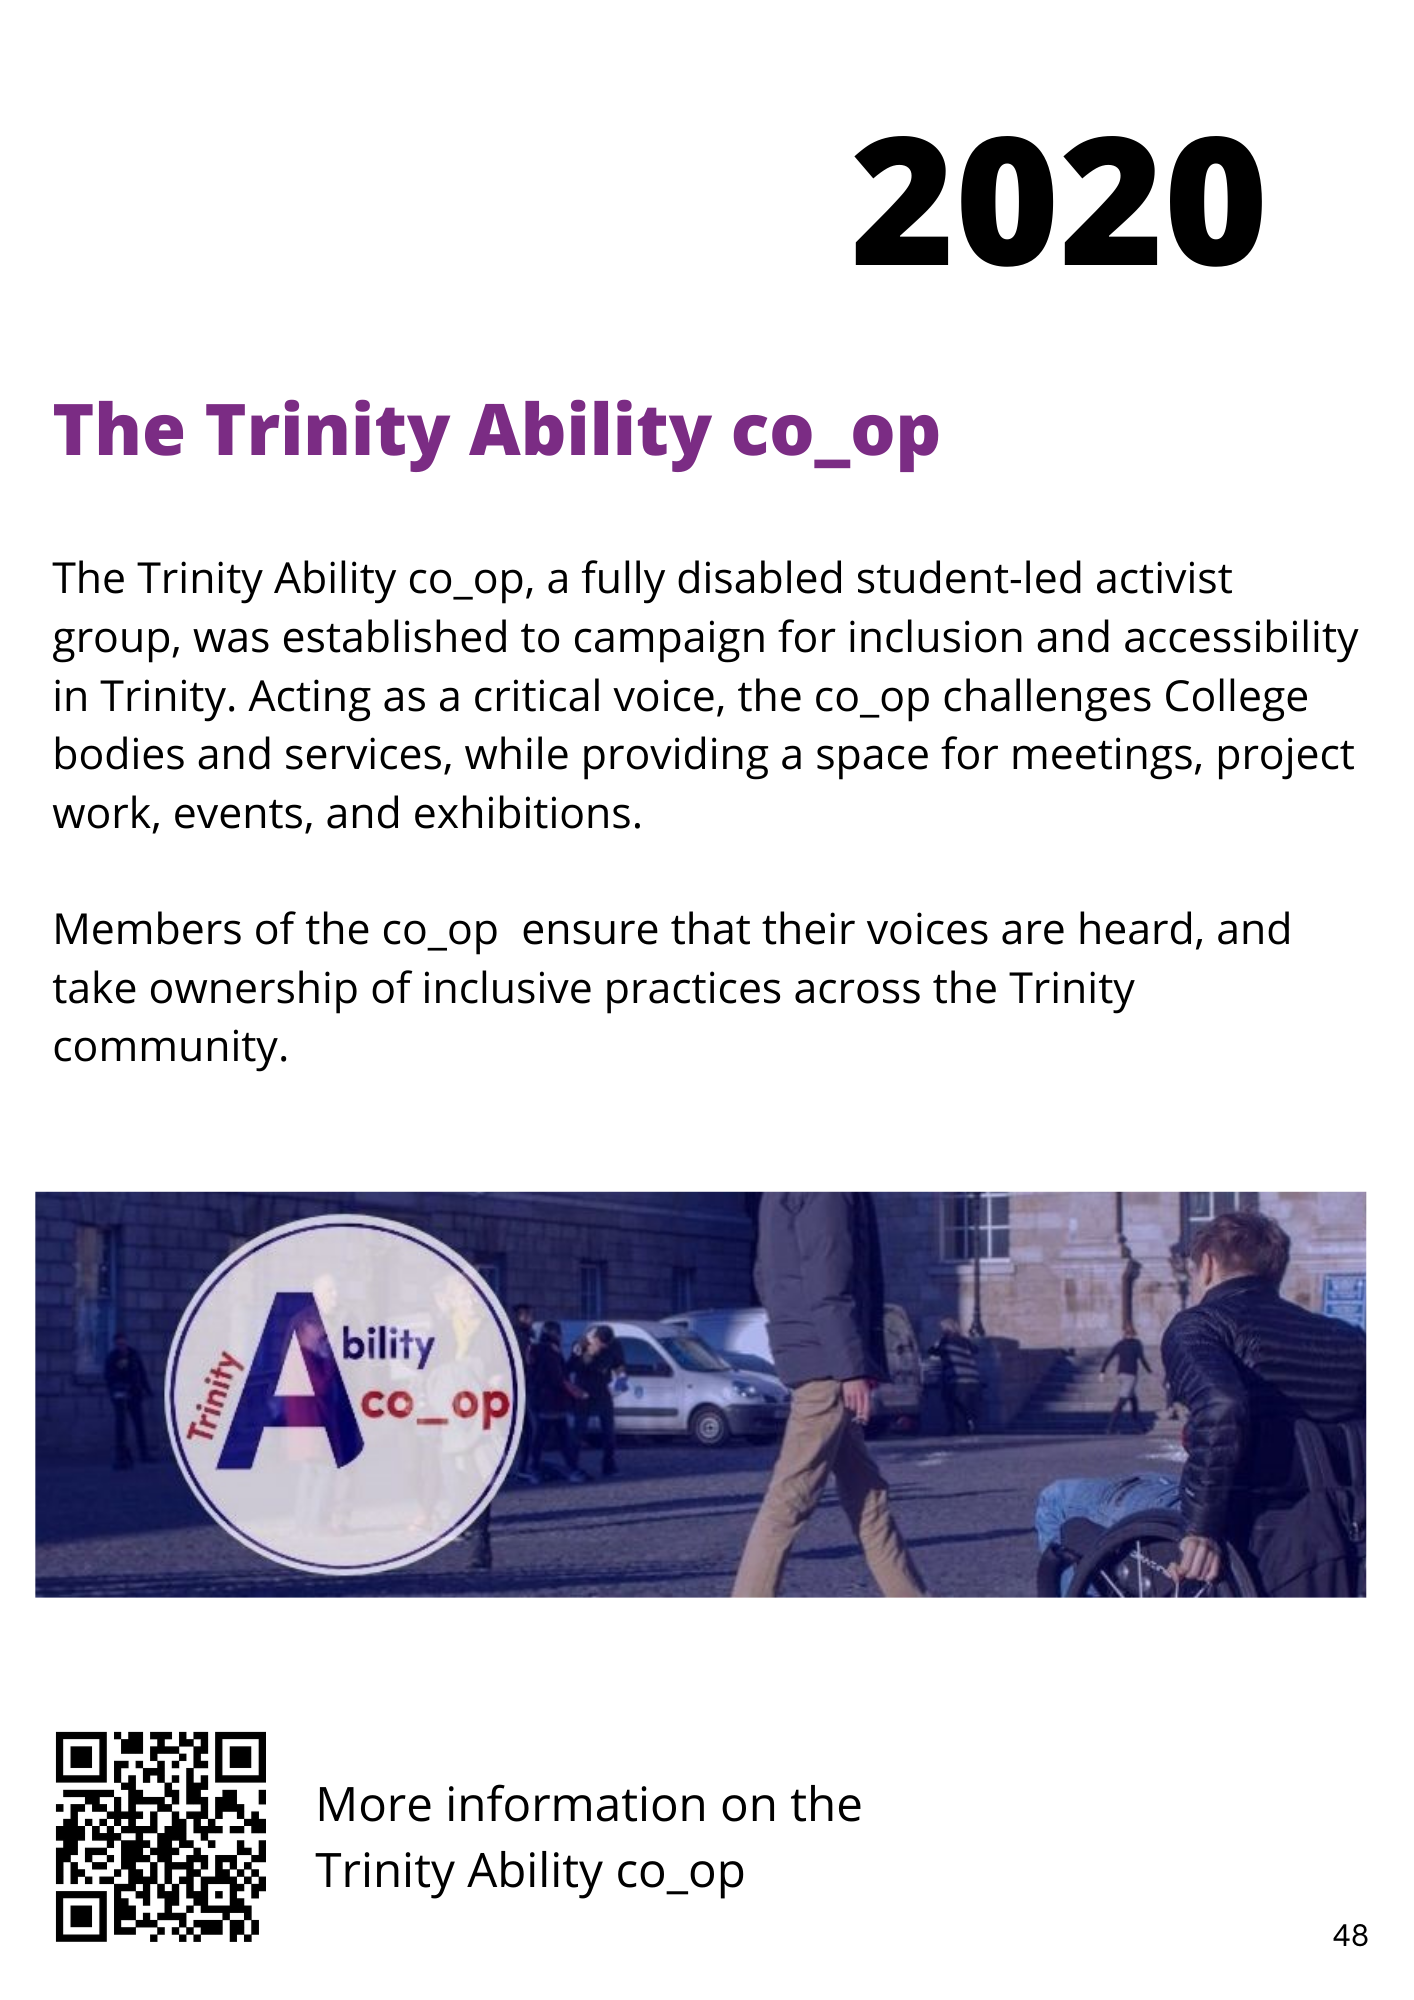 2020
The Trinity Ability co_op
The Trinity Ability co_op, a fully disabled student-led activist
group, was established to campaign for inclusion and accessibility
in Trinity. Acting as a critical voice, the co_op challenges College
bodies and services, while providing a space for meetings, project
work, events, and exhibitions.
Members of the co_op  ensure that their voices are heard, and
take ownership of inclusive practices across the Trinity
community.
Trinity
Ability
co_op
More information on the
Trinity Ability co_op
48